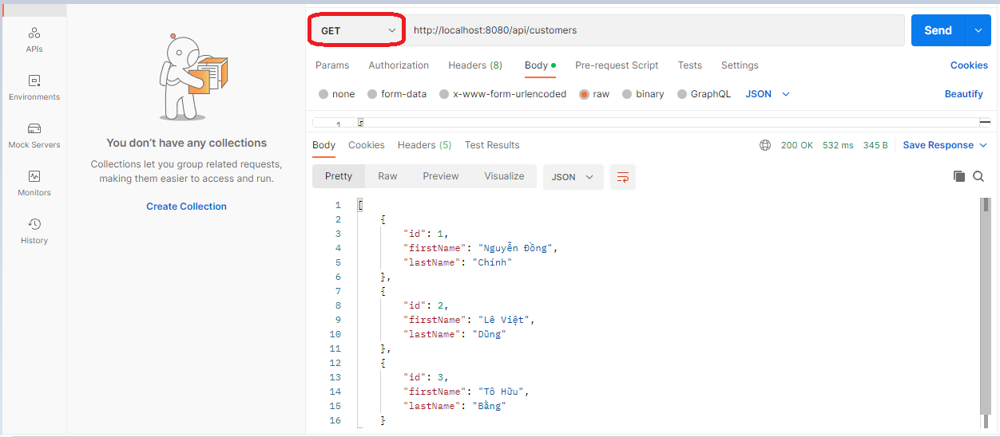 APIs
Environments
Mock Servers
Monitors
History
You don’t have any collections
Collections let you group related requests,
making them easier to access and run.
Create Collection
GET http://localhost:8080/api/customers Send
Params Authorization Headers (8) Body Pre-request Script Tests Settings Cookies
none form-data x-www-form-urlencoded raw binary GraphQL JSON Beautify
1 {
Body Cookies Headers (5) Test Results 200 OK 532 ms 345 B Save Response
Pretty Raw Preview Visualize JSON
1 [
2 {
3 "id": 1,
4 "firstName": "Nguyễn Đồng",
5 "lastName": "Chính"
6 },
7 {
8 "id": 2,
9 "firstName": "Lê Việt",
10 "lastName": "Dũng"
11 },
12 {
13 "id": 3,
14 "firstName": "Tô Hữu",
15 "lastName": "Bằng"
16 }